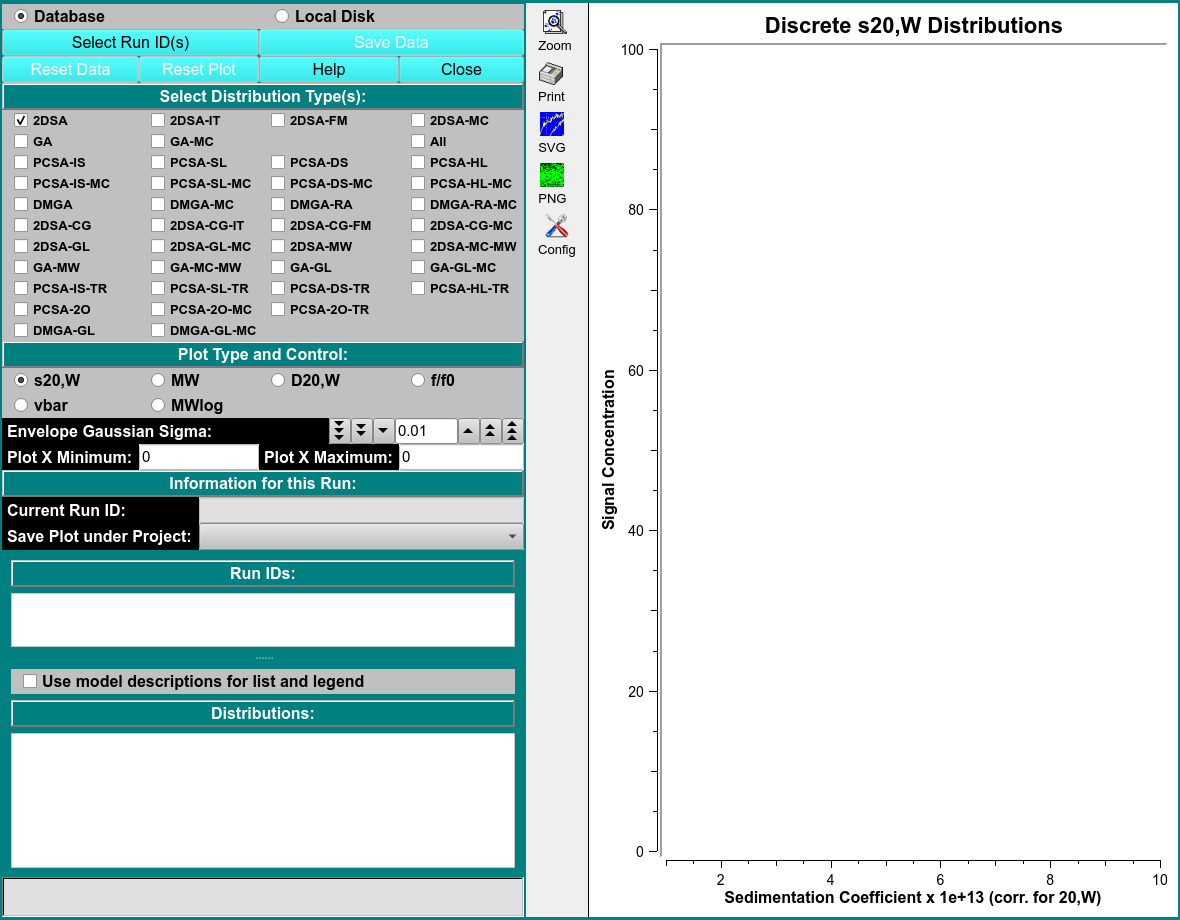 Database Local Disk
Select Run ID(s) Save Data
Reset Data Reset Plot Help Close
Select Distribution Type(s):
2DSA 2DSA-IT 2DSA-FM 2DSA-MC
GA GA-MC All
PCSA-IS PCSA-SL PCSA-DS PCSA-HL
PCSA-IS-MC PCSA-SL-MC PCSA-DS-MC PCSA-HL-MC
DMGA DMGA-MC DMGA-RA DMGA-RA-MC
2DSA-CG 2DSA-CG-IT 2DSA-CG-FM 2DSA-CG-MC
2DSA-GL 2DSA-GL-MC 2DSA-MW 2DSA-MC-MW
GA-MW GA-MC-MW GA-GL GA-GL-MC
PCSA-IS-TR PCSA-SL-TR PCSA-DS-TR PCSA-HL-TR
PCSA-2O PCSA-2O-MC PCSA-2O-TR
DMGA-GL DMGA-GL-MC
Plot Type and Control:
s20,W MW D20,W f/f0
vbar MWlog
Envelope Gaussian Sigma: 0.01
Plot X Minimum: 0 Plot X Maximum: 0
Information for this Run:
Current Run ID:
Save Plot under Project:
Run IDs:
Use model descriptions for list and legend
Distributions:
Zoom
Print
SVG
PNG
Config
Discrete s20,W Distributions
Signal Concentration
100
80
60
40
20
0
2 4 6 8 10
Sedimentation Coefficient x 1e+13 (corr. for 20,W)